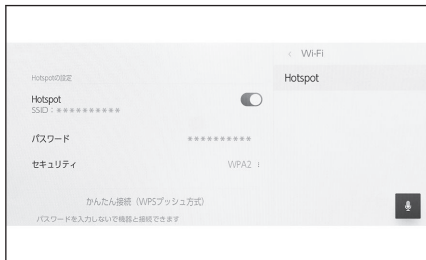 Wi-Fi
Hotspotの設定
Hotspot
Hotspot
SSID：＊＊＊＊＊＊＊＊＊＊
パスワード ＊＊＊＊＊＊＊＊＊＊
セキュリティ WPA2
かんたん接続（WPSプッシュ方式）
パスワードを入力しないで機器と接続できます